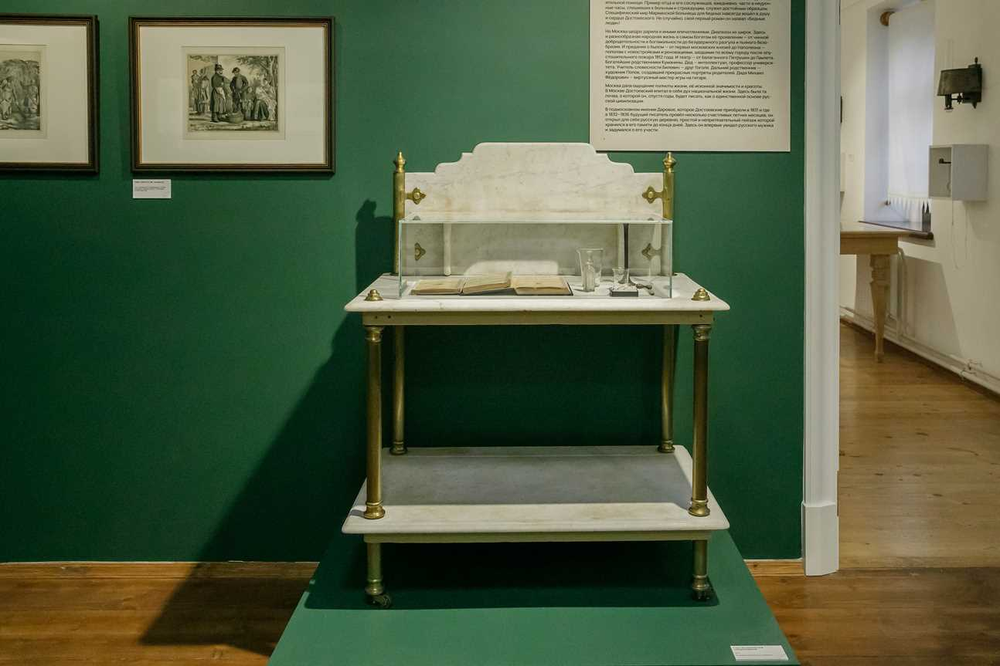 ятельной помощи. Пример отца и его сослуживцев, ежедневно, часто в неуроч-
ные часы, спешивших к больным и страждущим, служил достойным образцом.
Специфический мир Мариинской больницы для бедных навсегда вошёл в душу
и сердце Достоевского. Не случайно, свой первый роман он назвал «Бедные
люди»!
Но Москва щедро дарила и иными впечатлениями. Диапазон их широк. Здесь
и разнообразная народная жизнь в самом богатом её проявлении – от чинной
добродетельности и богомольности до безудержного разгула и пьяного безо-
бразия. И предания о былом – от первых московских князей до Наполеона –
пополам с новостройками и реновациями, шедшими по всему городу после опу-
стошительного пожара 1812 года. И театр – от балаганного Петрушки до Гамлета.
Богатейшие родственники Куманины. Дед – интеллектуал, профессор универси-
тета. Учитель словесности Билевич – друг Гоголя. Дальний родственник –
художник Попов, создавший прекрасные портреты родителей. Дядя Михаил
Фёдорович – виртуозный мастер игры на гитаре.
Москва дала ощущение полноты жизни, её исконной значимости и красоты.
В Москве Достоевский впитал в себя дух национальной жизни. Здесь была та
почва, о которой он, спустя годы, будет писать, как о единственной основе рус-
ской цивилизации.
В подмосковном имении Даровое, которое Достоевские приобрели в 1831 и где
в 1832–1836 будущий писатель провёл несколько счастливых летних месяцев, он
открыл для себя русскую деревню, простой и непритязательный пейзаж которой
хранился в его памяти до конца дней. Здесь он впервые увидел русского мужика
и задумался о его участи.